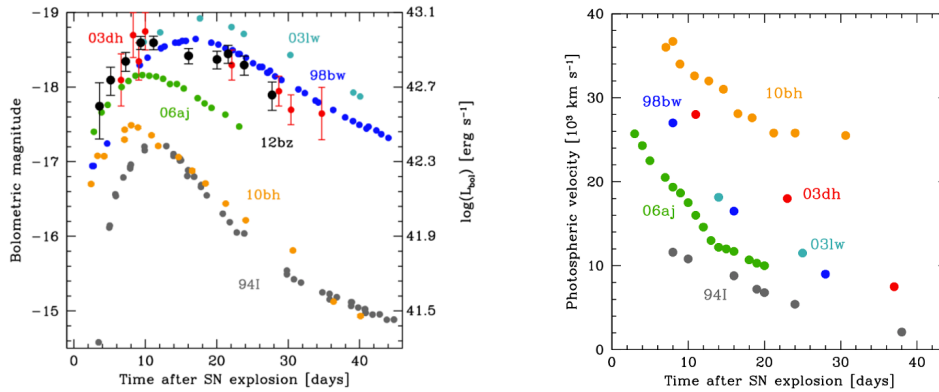 Bolometric magnitude
-18
-17
-16
-15
03dh
03lw
98bw
06aj
12bz
10bh
94I
43.1
42.7
42.3
41.9
41.5
log(L_bol) [erg s⁻¹]
0 10 20 30 40
Time after SN explosion [days]
Photospheric velocity [10³ km s⁻¹]
40
30
20
10
0
10bh
98bw
03dh
06aj
03lw
94I
0 10 20 30 40
Time after SN explosion [days]